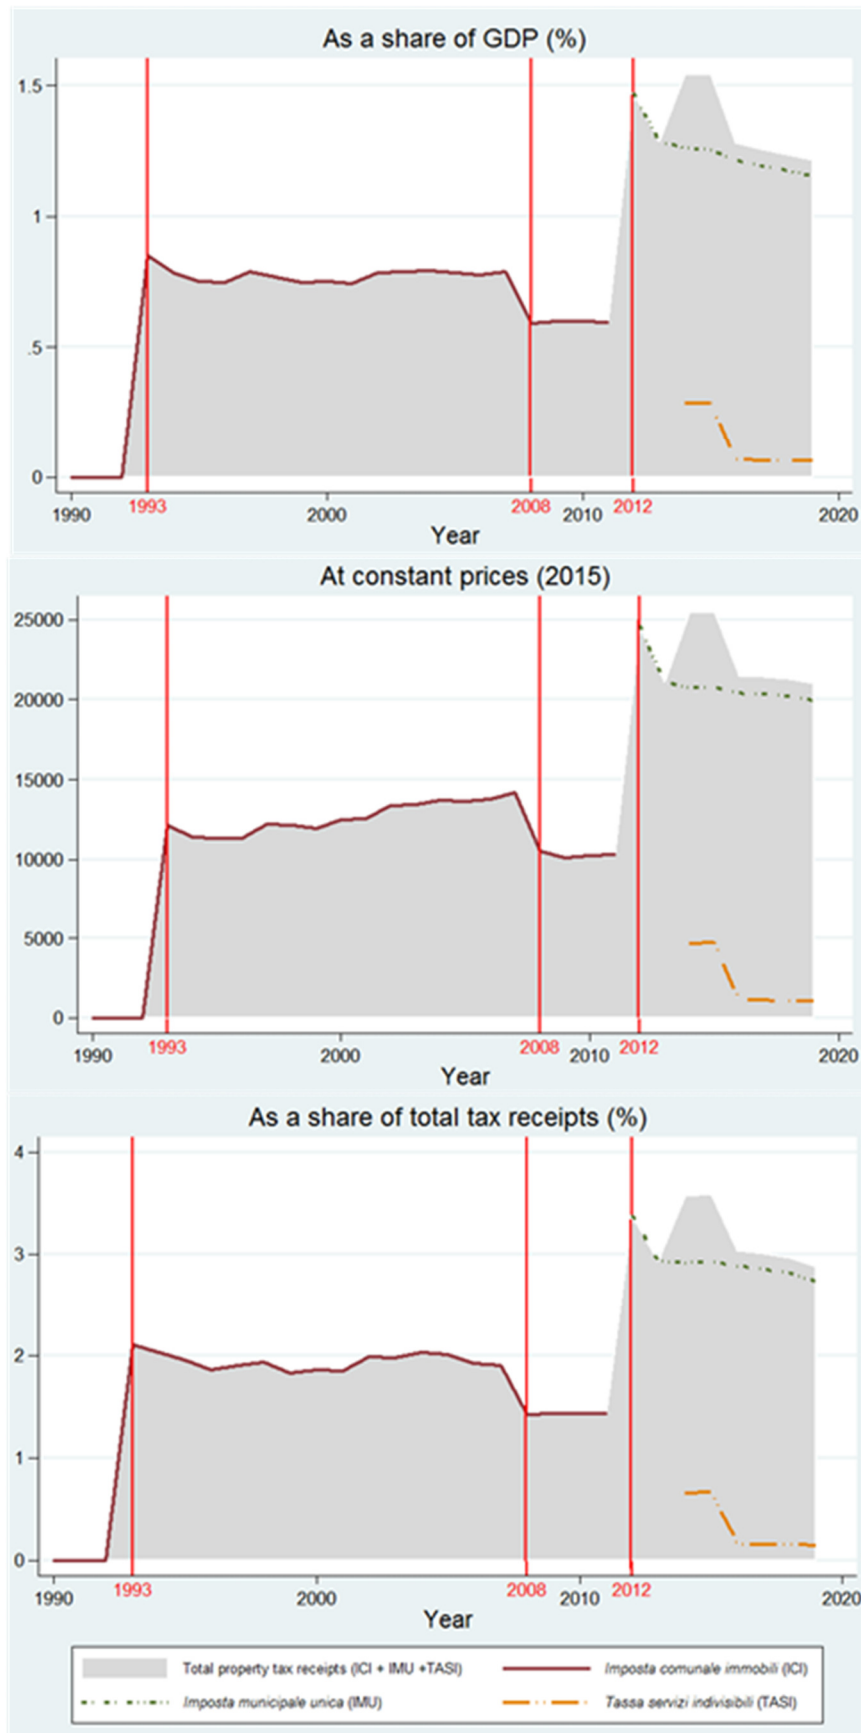 As a share of GDP (%)
1.5
1
.5
0
1990 1993 2000 2008 2010 2012 2020
Year
At constant prices (2015)
25000
20000
15000
10000
5000
0
1990 1993 2000 2008 2010 2012 2020
Year
As a share of total tax receipts (%)
4
3
2
1
0
1990 1993 2000 2008 2010 2012 2020
Year
Total property tax receipts (ICI + IMU +TASI) Imposta comunale immobili (ICI)
Imposta municipale unica (IMU) Tassa servizi indivisibili (TASI)